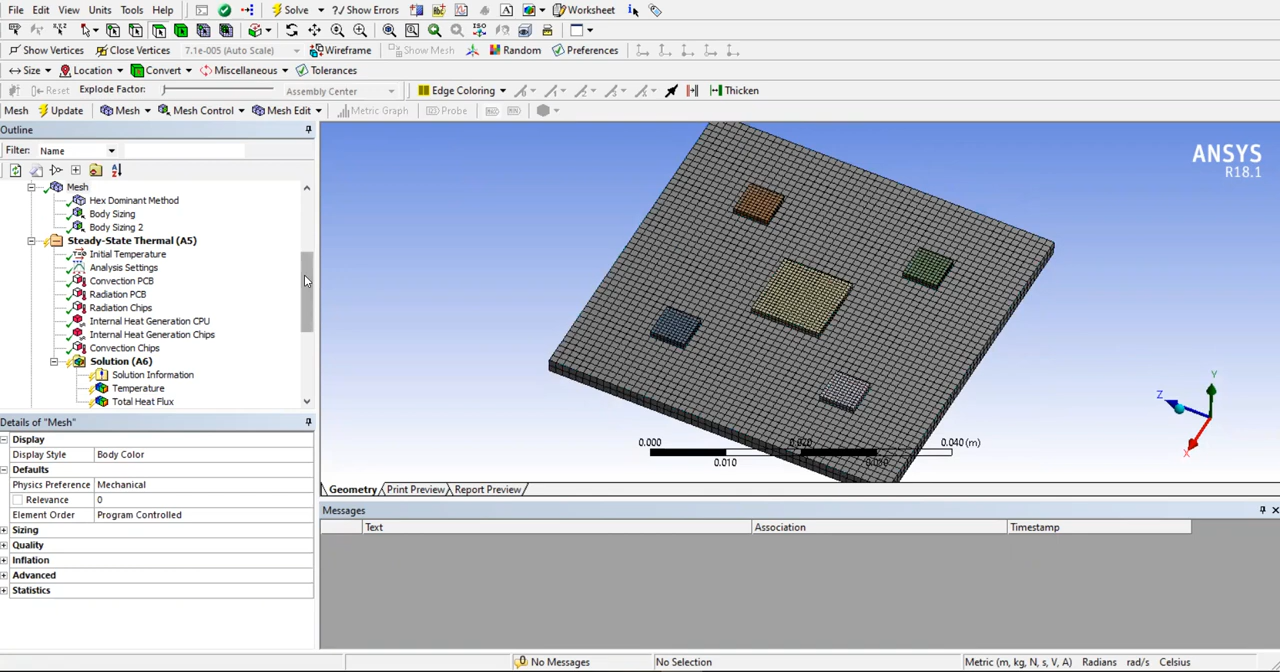 File Edit View Units Tools Help Solve ?/ Show Errors Worksheet
Show Vertices Close Vertices 7.1e-005 (Auto Scale) Wireframe Show Mesh Random Preferences
Size Location Convert Miscellaneous Tolerances
Reset Explode Factor: Assembly Center Edge Coloring Thicken
Mesh Update Mesh Mesh Control Mesh Edit Metric Graph Probe
Outline
Filter: Name
Mesh
Hex Dominant Method
Body Sizing
Body Sizing 2
Steady-State Thermal (A5)
Initial Temperature
Analysis Settings
Convection PCB
Radiation PCB
Radiation Chips
Internal Heat Generation CPU
Internal Heat Generation Chips
Convection Chips
Solution (A6)
Solution Information
Temperature
Total Heat Flux
Details of "Mesh"
Display
Display Style Body Color
Defaults
Physics Preference Mechanical
Relevance 0
Element Order Program Controlled
Sizing
Quality
Inflation
Advanced
Statistics
ANSYS
R18.1
Y
Z
X
0.000 0.020 0.040 (m)
0.010 0.030
Geometry Print Preview Report Preview
Messages
Text Association Timestamp
No Messages No Selection Metric (m, kg, N, s, V, A) Radians rad/s Celsius